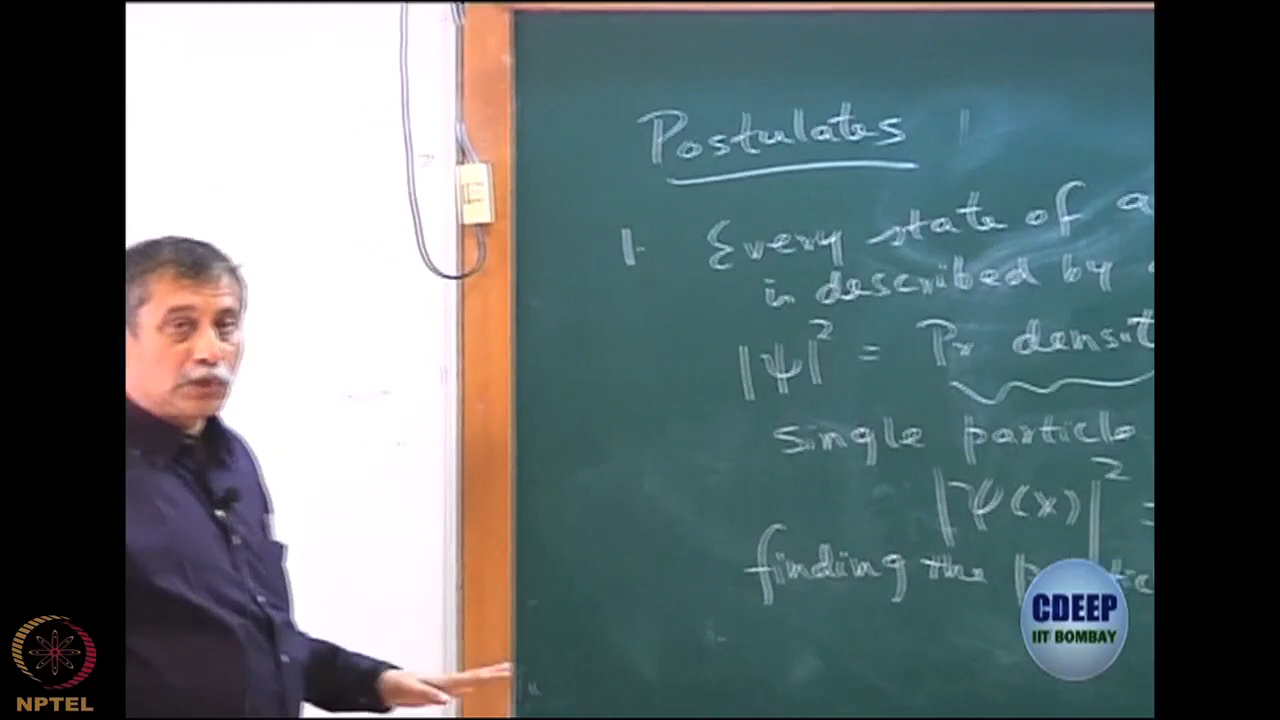 Postulates
1. Every state of a
is described by
|Ψ|² = Pr densit
single particle
|Ψ(x)|² =
finding the
CDEEP
IIT BOMBAY
NPTEL